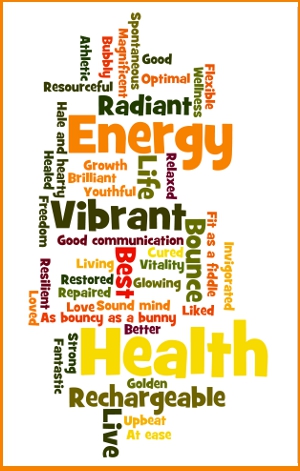 Spontaneous
Athletic
Bubbly
Magnificent
Good
Flexible
Wellness
Optimal
Resourceful
Radiant
Hale and hearty
Energy
Healed
Growth
Life
Relaxed
Brilliant
Youthful
Freedom
Vibrant
Bounce
Fit as a fiddle
Good communication
Invigorated
Best
Cured
Living
Vitality
Resilient
Restored
Glowing
Repaired
Loved
Love
Sound mind
Liked
As bouncy as a bunny
Better
Strong
Fantastic
Health
Golden
Rechargeable
Live
Upbeat
At ease